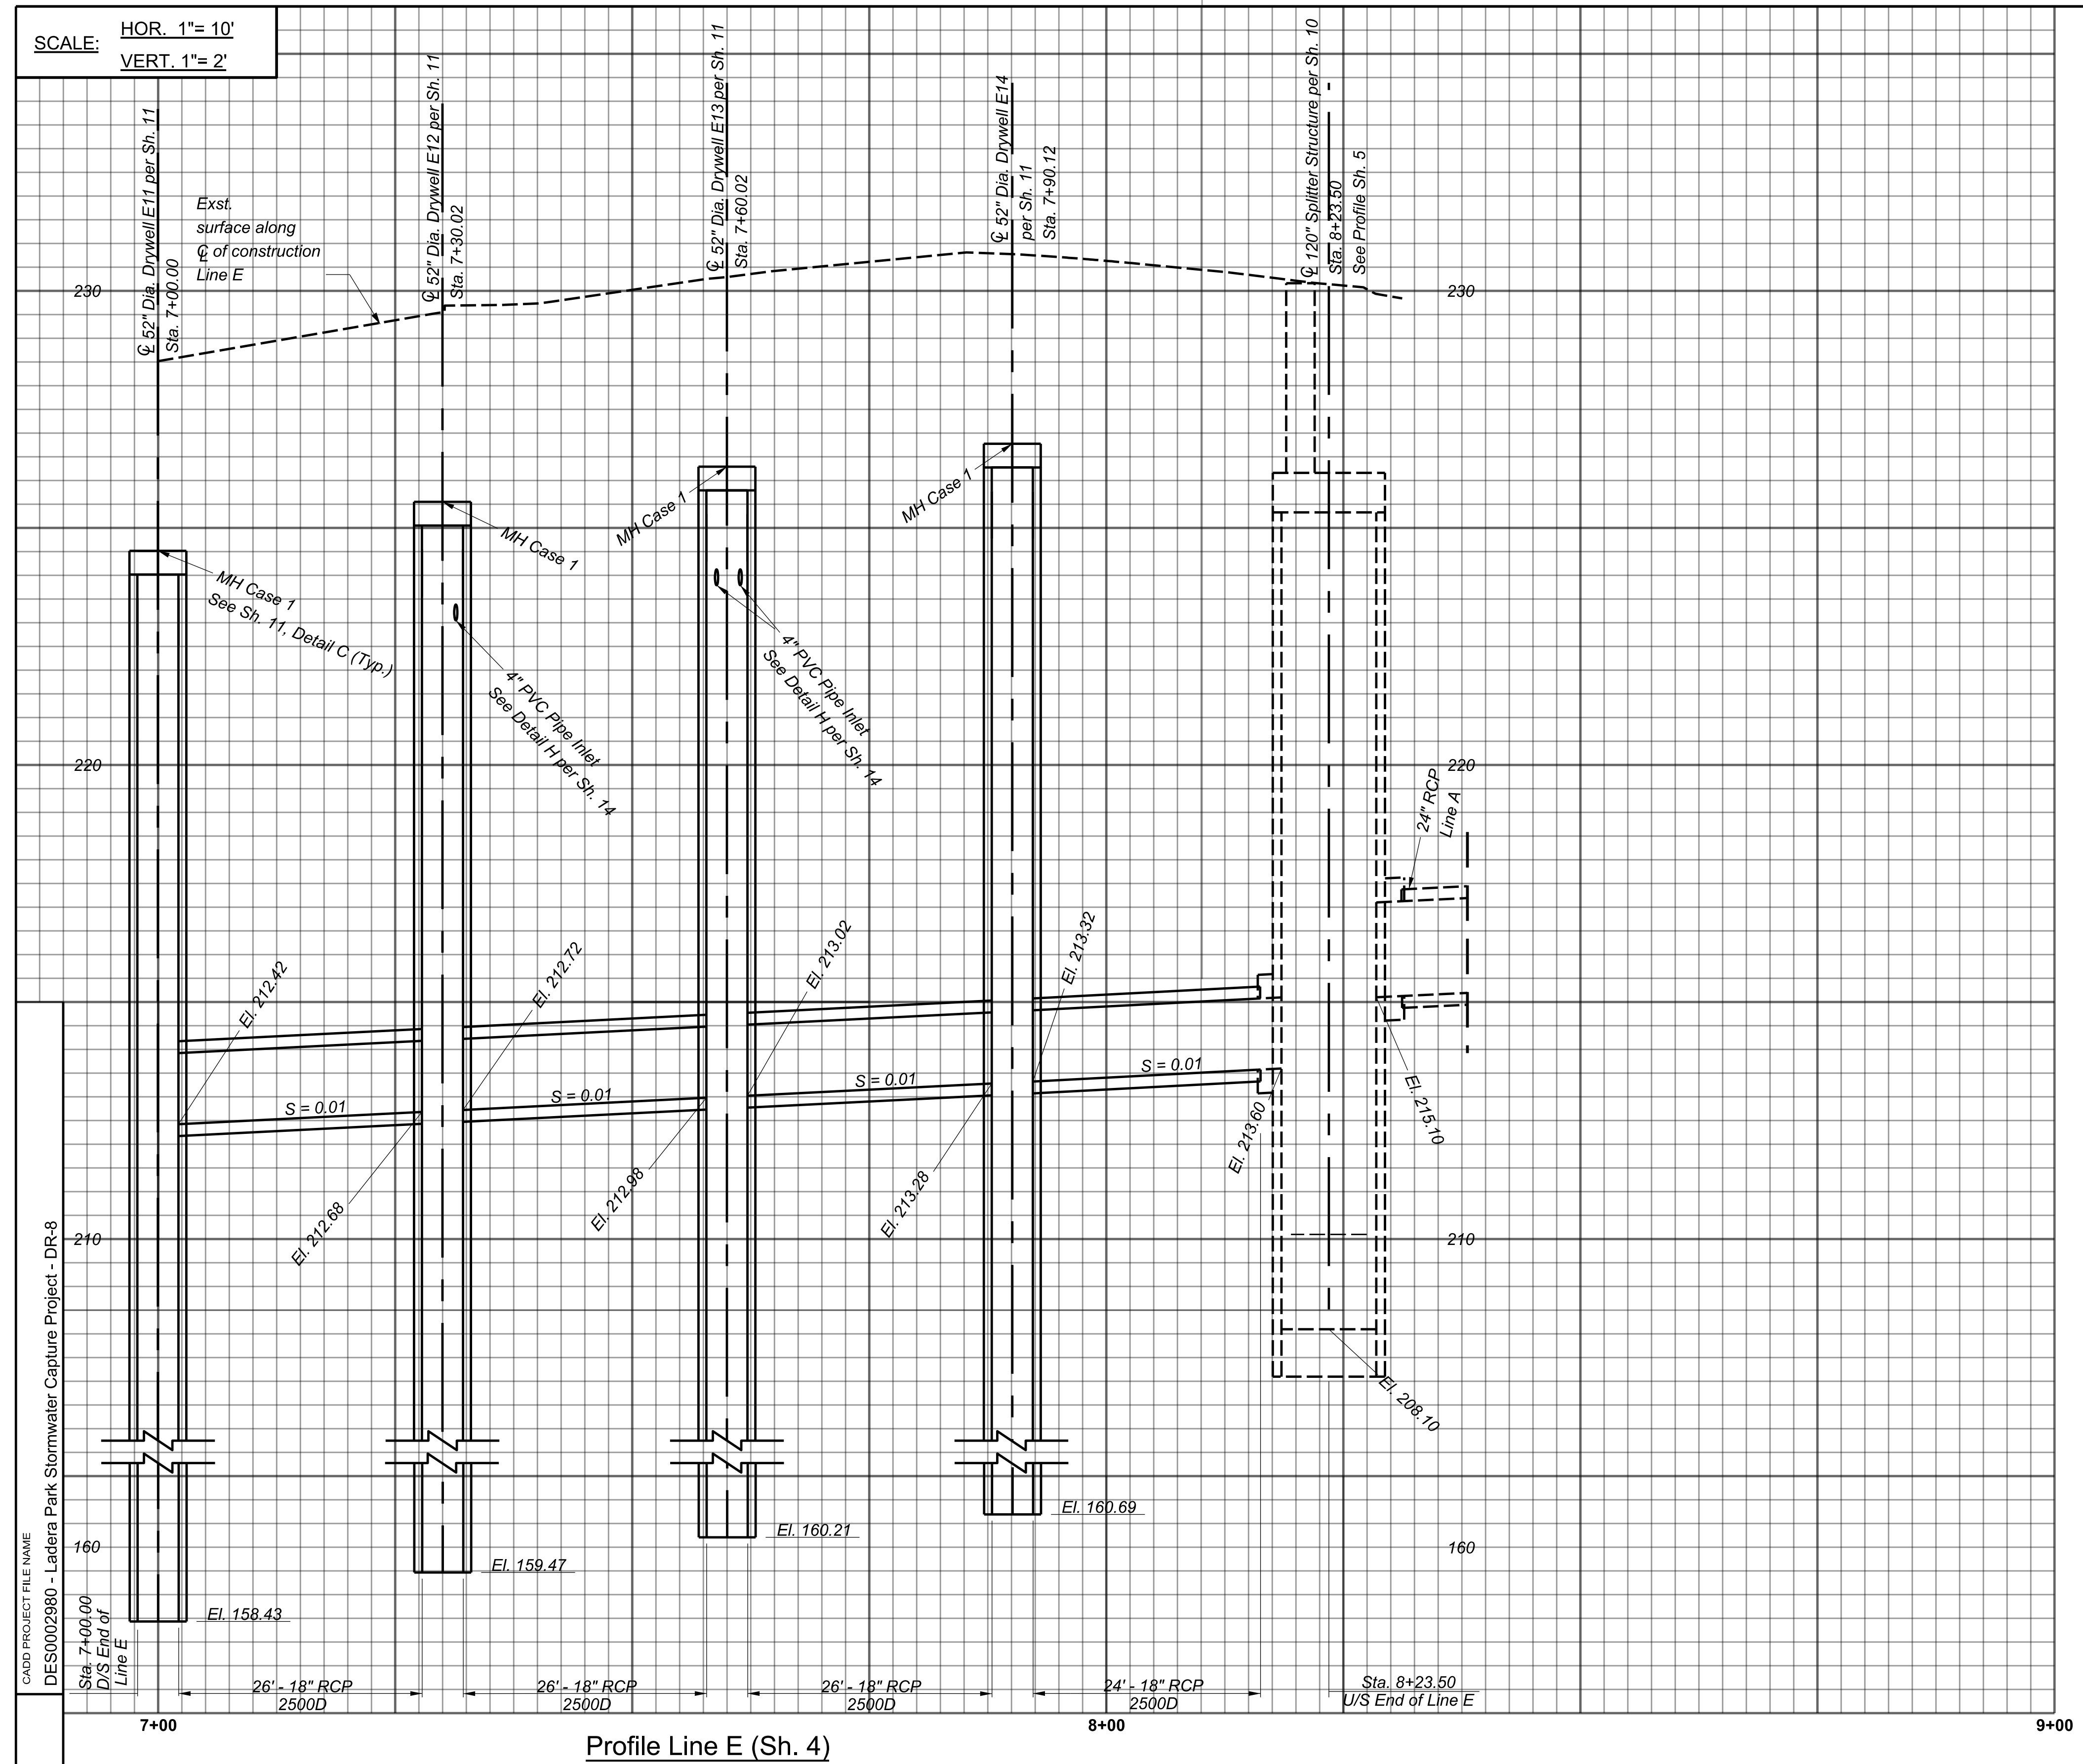 SCALE:
HOR. 1"= 10'
VERT. 1"= 2'
℄ 52" Dia. Drywell E11 per Sh. 11
Sta. 7+00.00
Exst.
surface along
℄ of construction
Line E
℄ 52" Dia. Drywell E12 per Sh. 11
Sta. 7+30.02
℄ 52" Dia. Drywell E13 per Sh. 11
Sta. 7+60.02
℄ 52" Dia. Drywell E14
per Sh. 11
Sta. 7+90.12
℄ 120" Splitter Structure per Sh. 10
Sta. 8+23.50
See Profile Sh. 5
230
230
MH Case 1
See Sh. 11, Detail C (Typ.)
MH Case 1
MH Case 1
MH Case 1
4" PVC Pipe Inlet
See Detail H per Sh. 14
4" PVC Pipe Inlet
See Detail H per Sh. 14
220
220
24" RCP
Line A
El. 212.42
El. 212.72
El. 213.02
El. 213.32
S = 0.01
S = 0.01
S = 0.01
S = 0.01
El. 212.68
El. 212.98
El. 213.28
El. 213.60
El. 215.10
210
210
El. 208.10
160
160
El. 158.43
El. 159.47
El. 160.21
El. 160.69
Sta. 7+00.00
D/S End of
Line E
26' - 18" RCP
2500D
26' - 18" RCP
2500D
26' - 18" RCP
2500D
24' - 18" RCP
2500D
Sta. 8+23.50
U/S End of Line E
7+00
8+00
9+00
Profile Line E (Sh. 4)
CADD PROJECT FILE NAME
DES0002980 - Ladera Park Stormwater Capture Project - DR-8